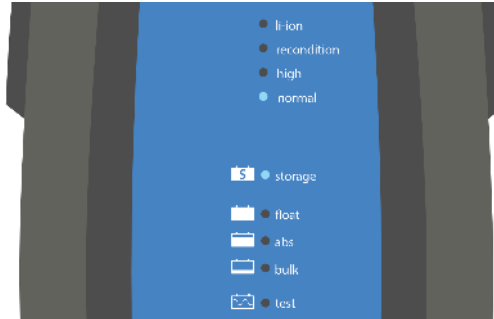 li-ion
recondition
high
normal
S storage
float
abs
bulk
test